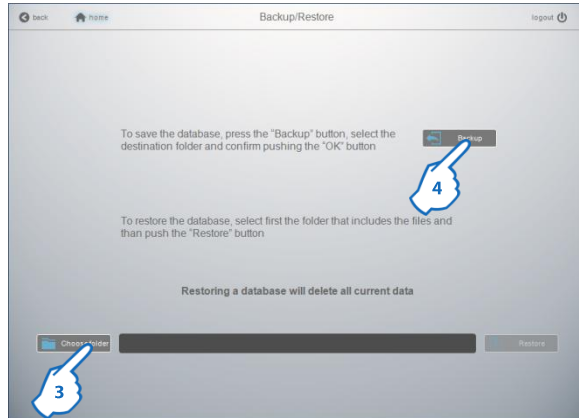 back home Backup/Restore logout
To save the database, press the "Backup" button, select the
destination folder and confirm pushing the "OK" button
Backup
4
To restore the database, select first the folder that includes the files and
than push the "Restore" button
Restoring a database will delete all current data
Choose folder
Restore
3